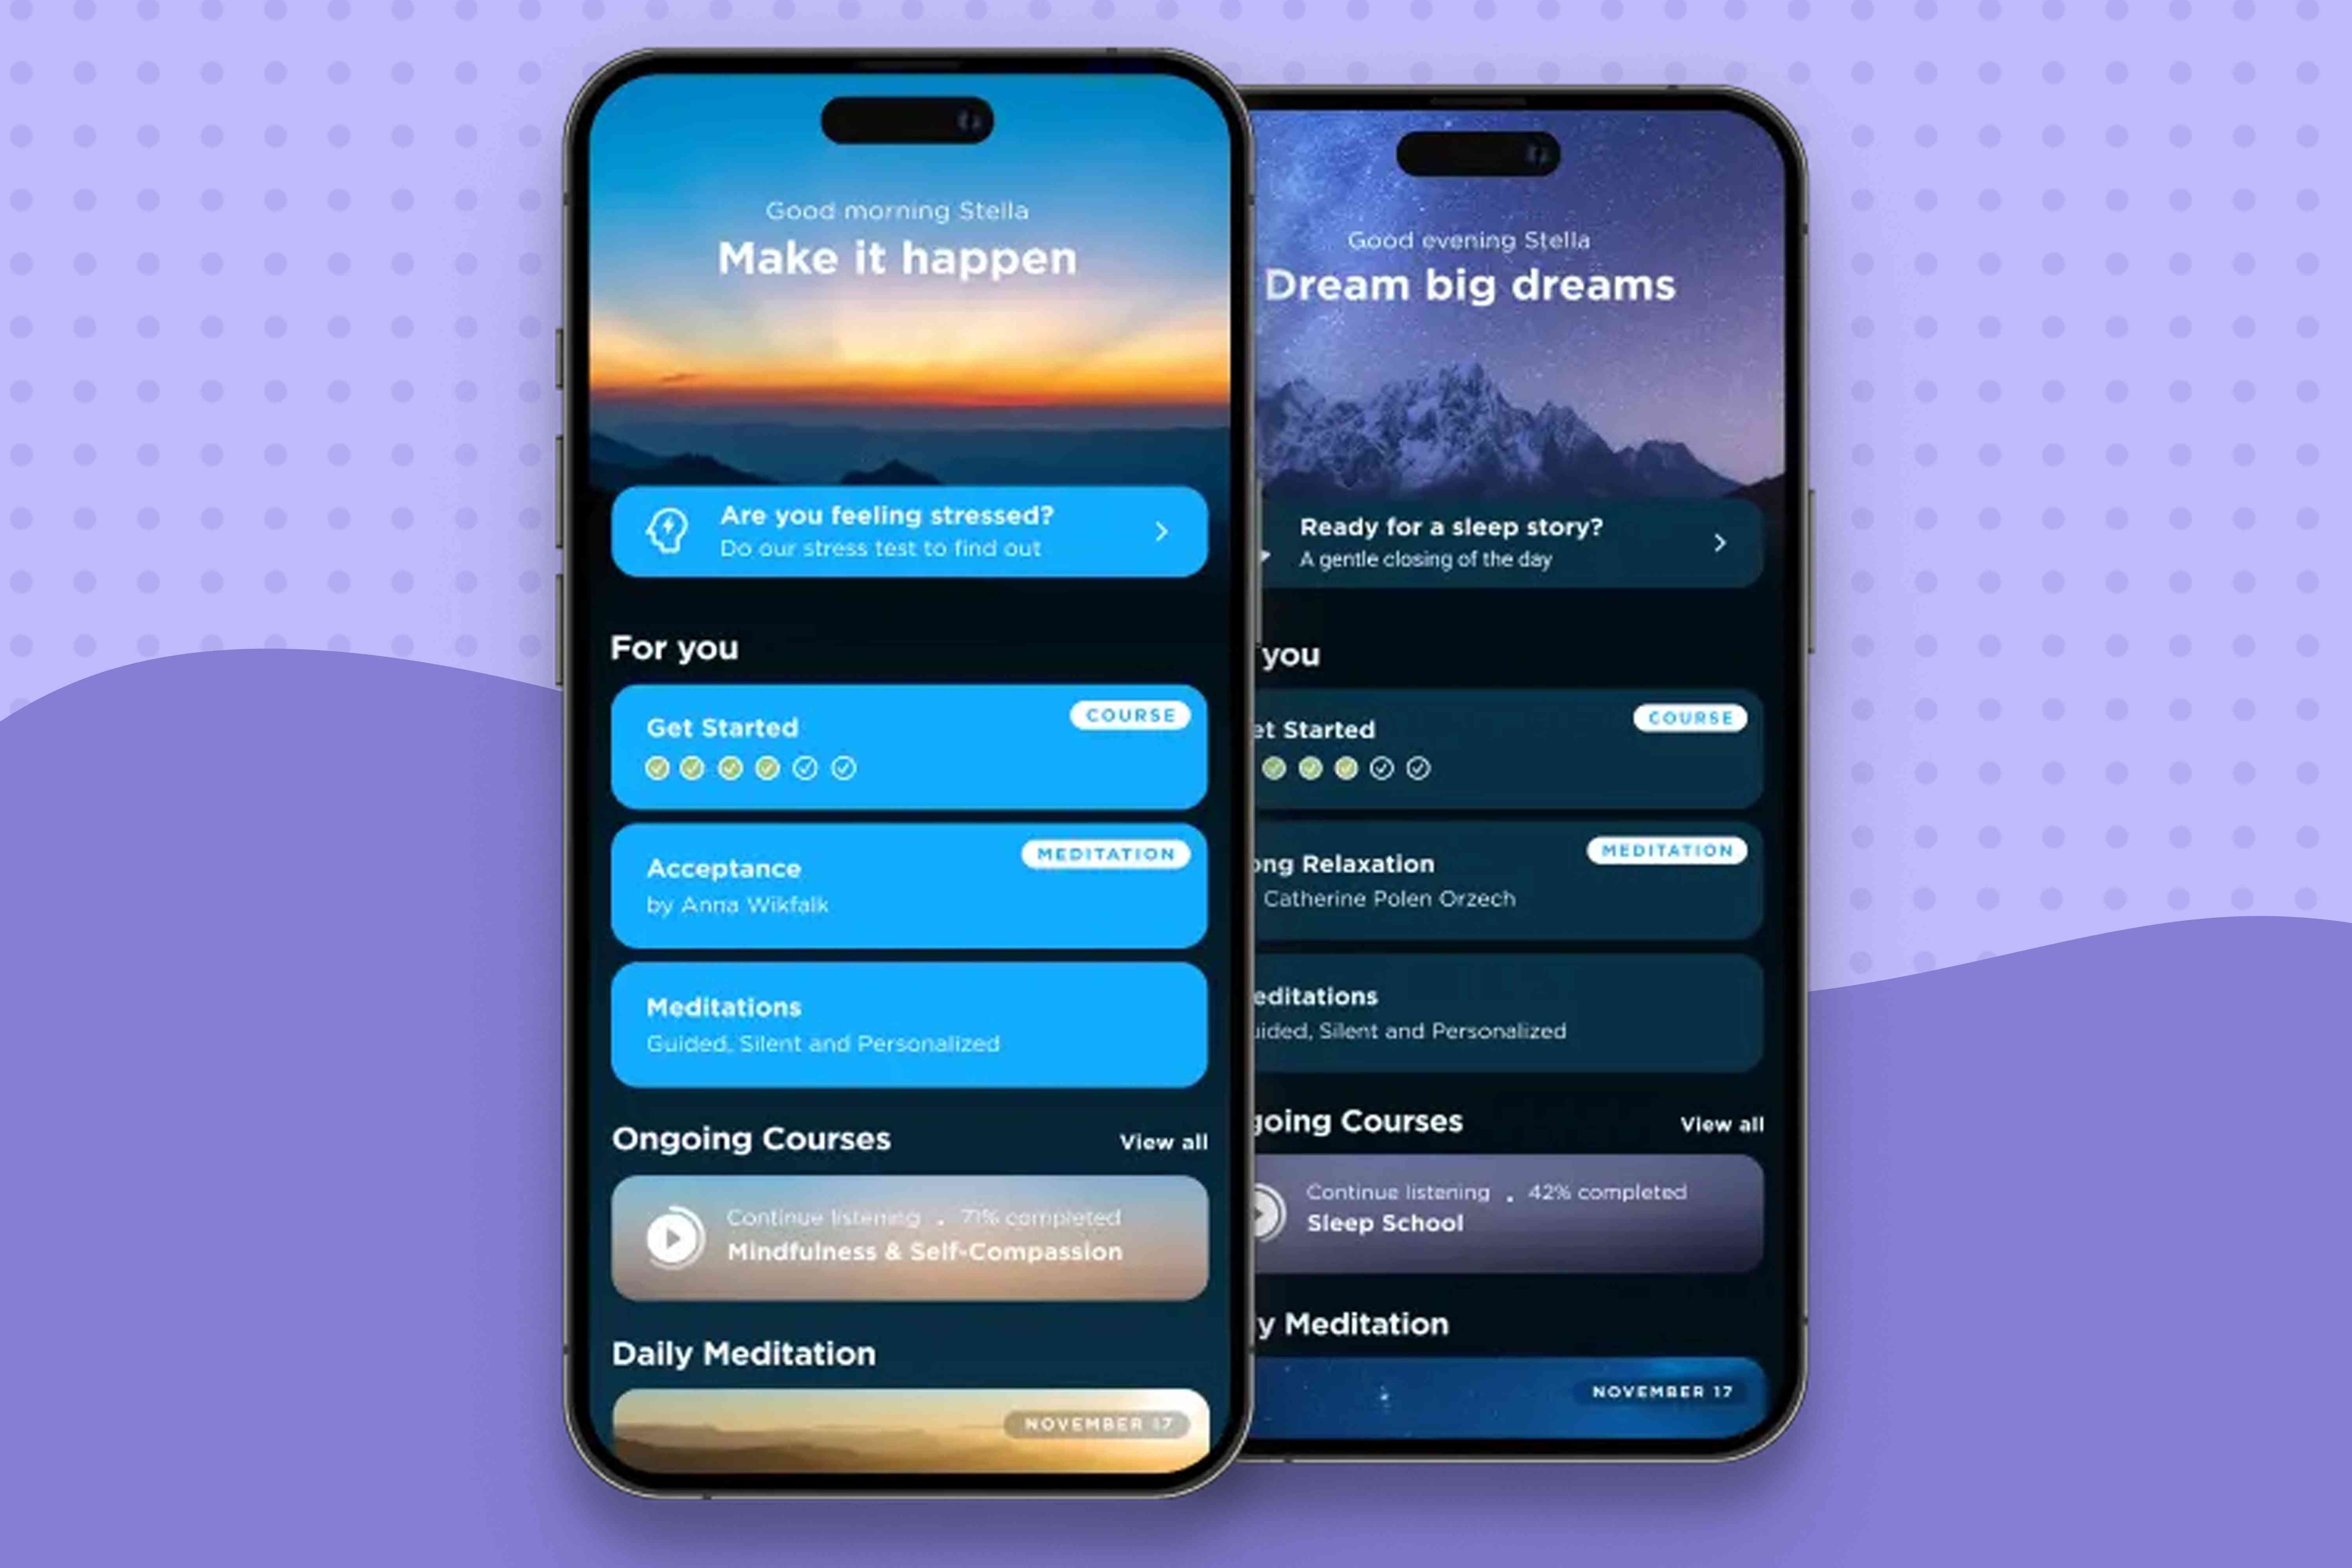 Good morning Stella
Make it happen
Are you feeling stressed?
Do our stress test to find out
For you
Get Started
COURSE
Acceptance
MEDITATION
by Anna Wikfalk
Meditations
Guided, Silent and Personalized
Ongoing Courses
View all
Continue listening . 71% completed
Mindfulness & Self-Compassion
Daily Meditation
NOVEMBER 17
Good evening Stella
Dream big dreams
Ready for a sleep story?
A gentle closing of the day
you
et Started
COURSE
ong Relaxation
MEDITATION
Catherine Polen Orzech
editations
uided, Silent and Personalized
going Courses
View all
Continue listening . 42% completed
Sleep School
y Meditation
NOVEMBER 17